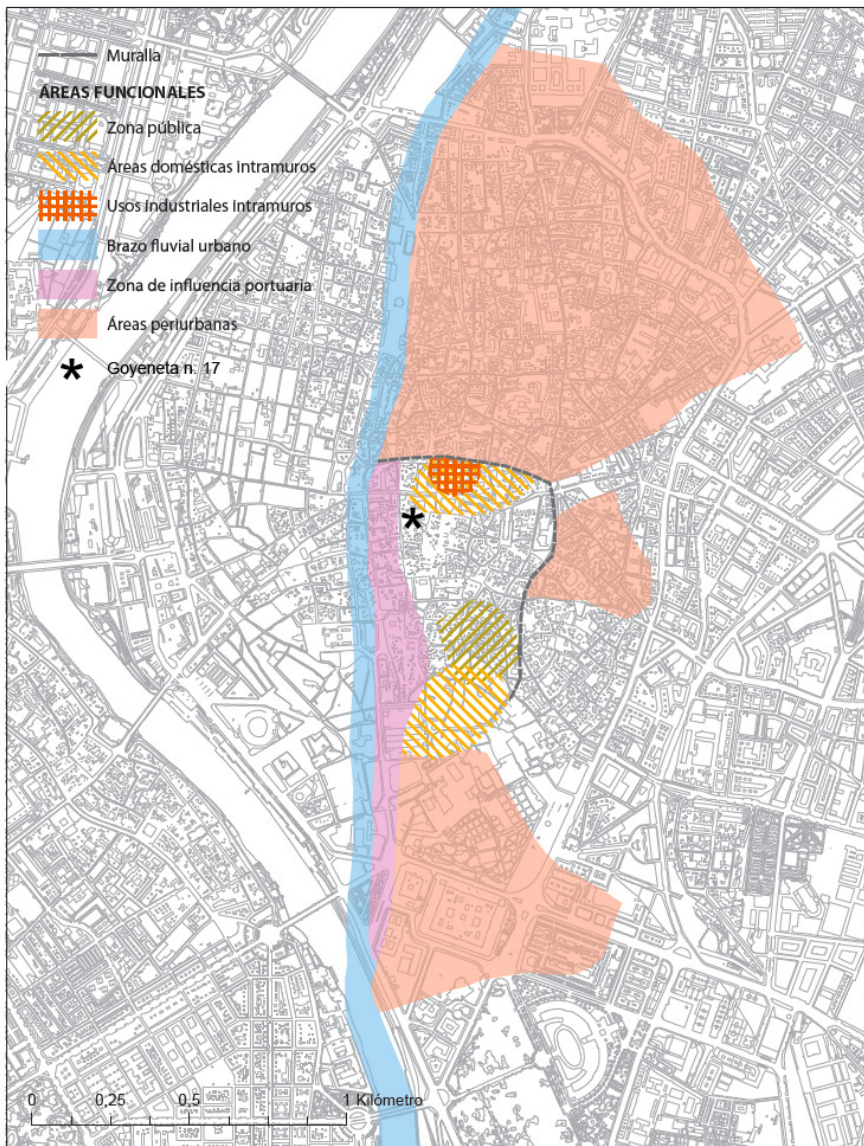 Muralla
ÁREAS FUNCIONALES
Zona pública
Áreas domésticas intramuros
Usos industriales intramuros
Brazo fluvial urbano
Zona de influencia portuaria
Áreas periurbanas
* Goyeneta n. 17
*
0 0,25 0,5 1 Kilómetro